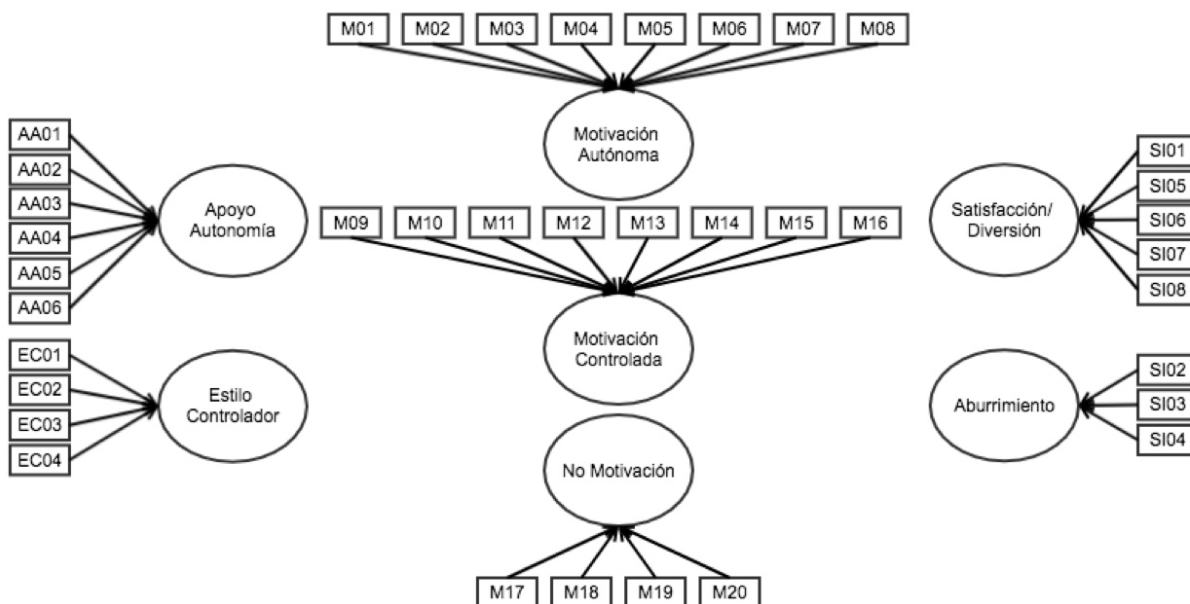 M01 M02 M03 M04 M05 M06 M07 M08
Motivación
Autónoma
AA01
AA02
AA03
AA04
AA05
AA06
Apoyo
Autonomía
M09 M10 M11 M12 M13 M14 M15 M16
Motivación
Controlada
SI01
SI05
SI06
SI07
SI08
Satisfacción/
Diversión
EC01
EC02
EC03
EC04
Estilo
Controlador
No Motivación
M17 M18 M19 M20
SI02
SI03
SI04
Aburrimiento